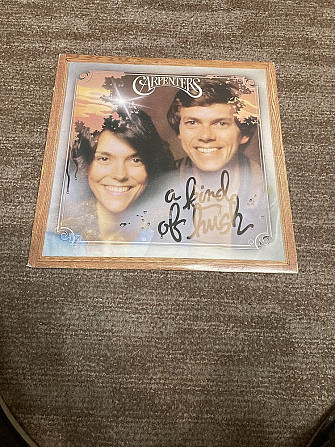 CARPENTERS
a kind
of hush